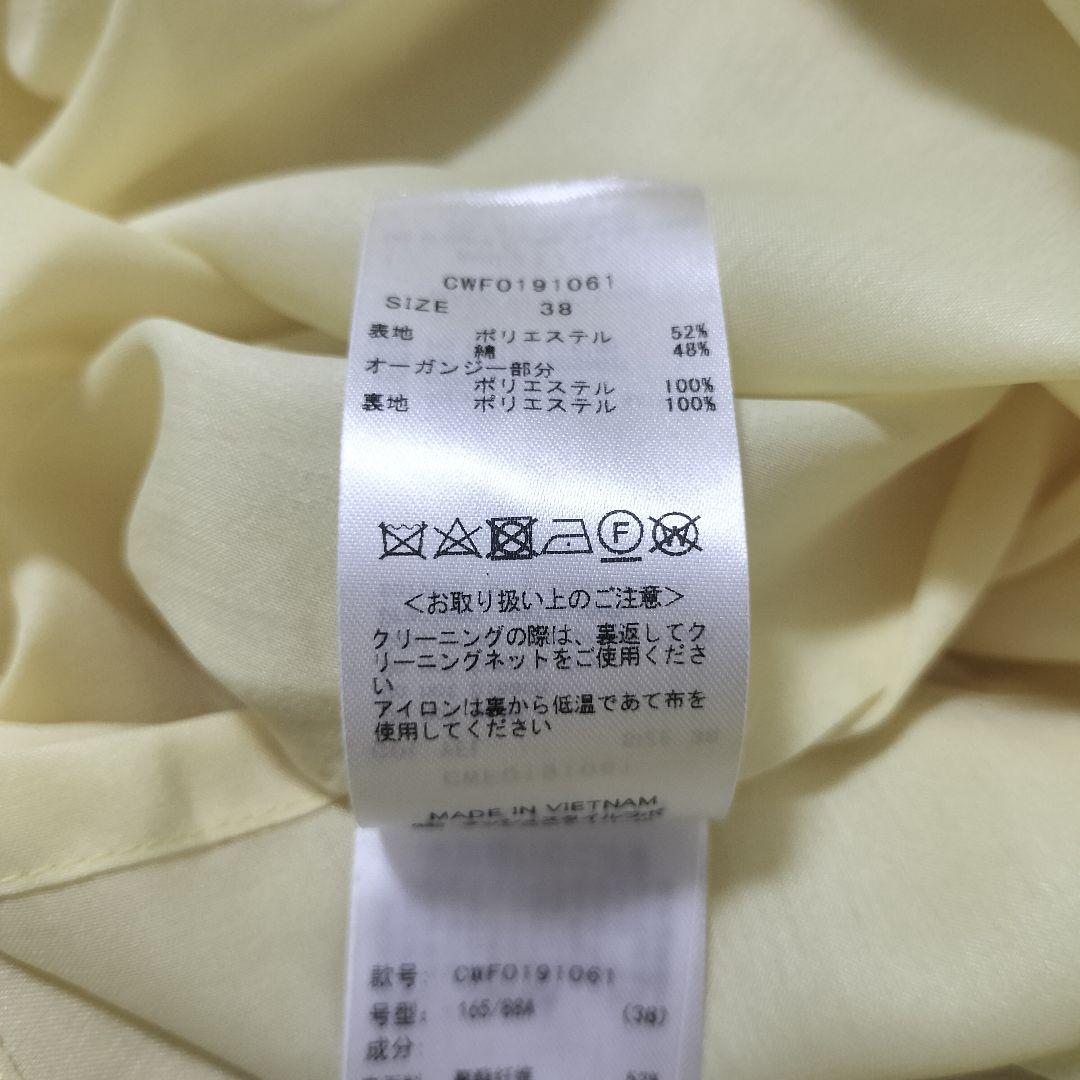 CWF0191061
SIZE 38
表地 ポリエステル 52%
綿 48%
オーガンジー部分
ポリエステル 100%
裏地 ポリエステル 100%
F W
＜お取り扱い上のご注意＞
クリーニングの際は、裏返してク
リーニングネットをご使用くださ
い
アイロンは裏から低温であて布を
使用してください
MADE IN VIETNAM
款号: CWF0191061
号型: 165/88A (38)
成分:
52%